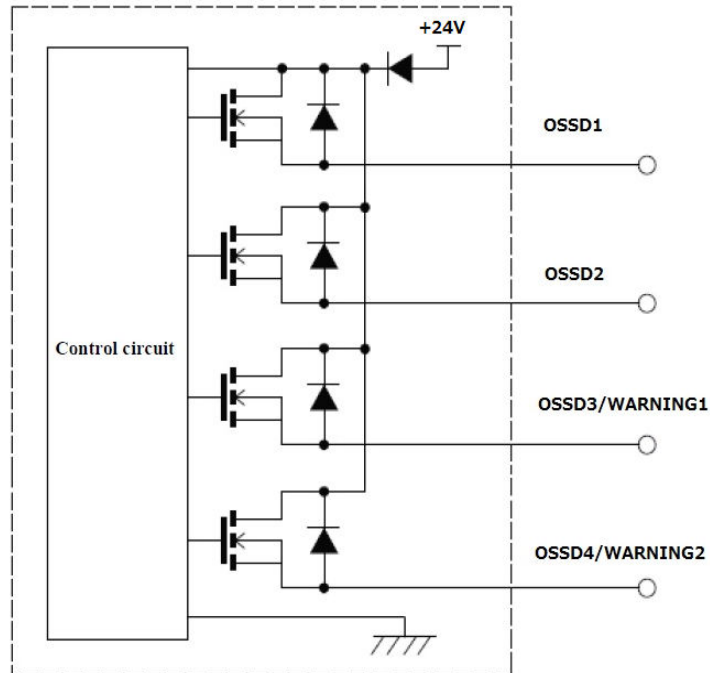 +24V
OSSD1
OSSD2
Control circuit
OSSD3/WARNING1
OSSD4/WARNING2